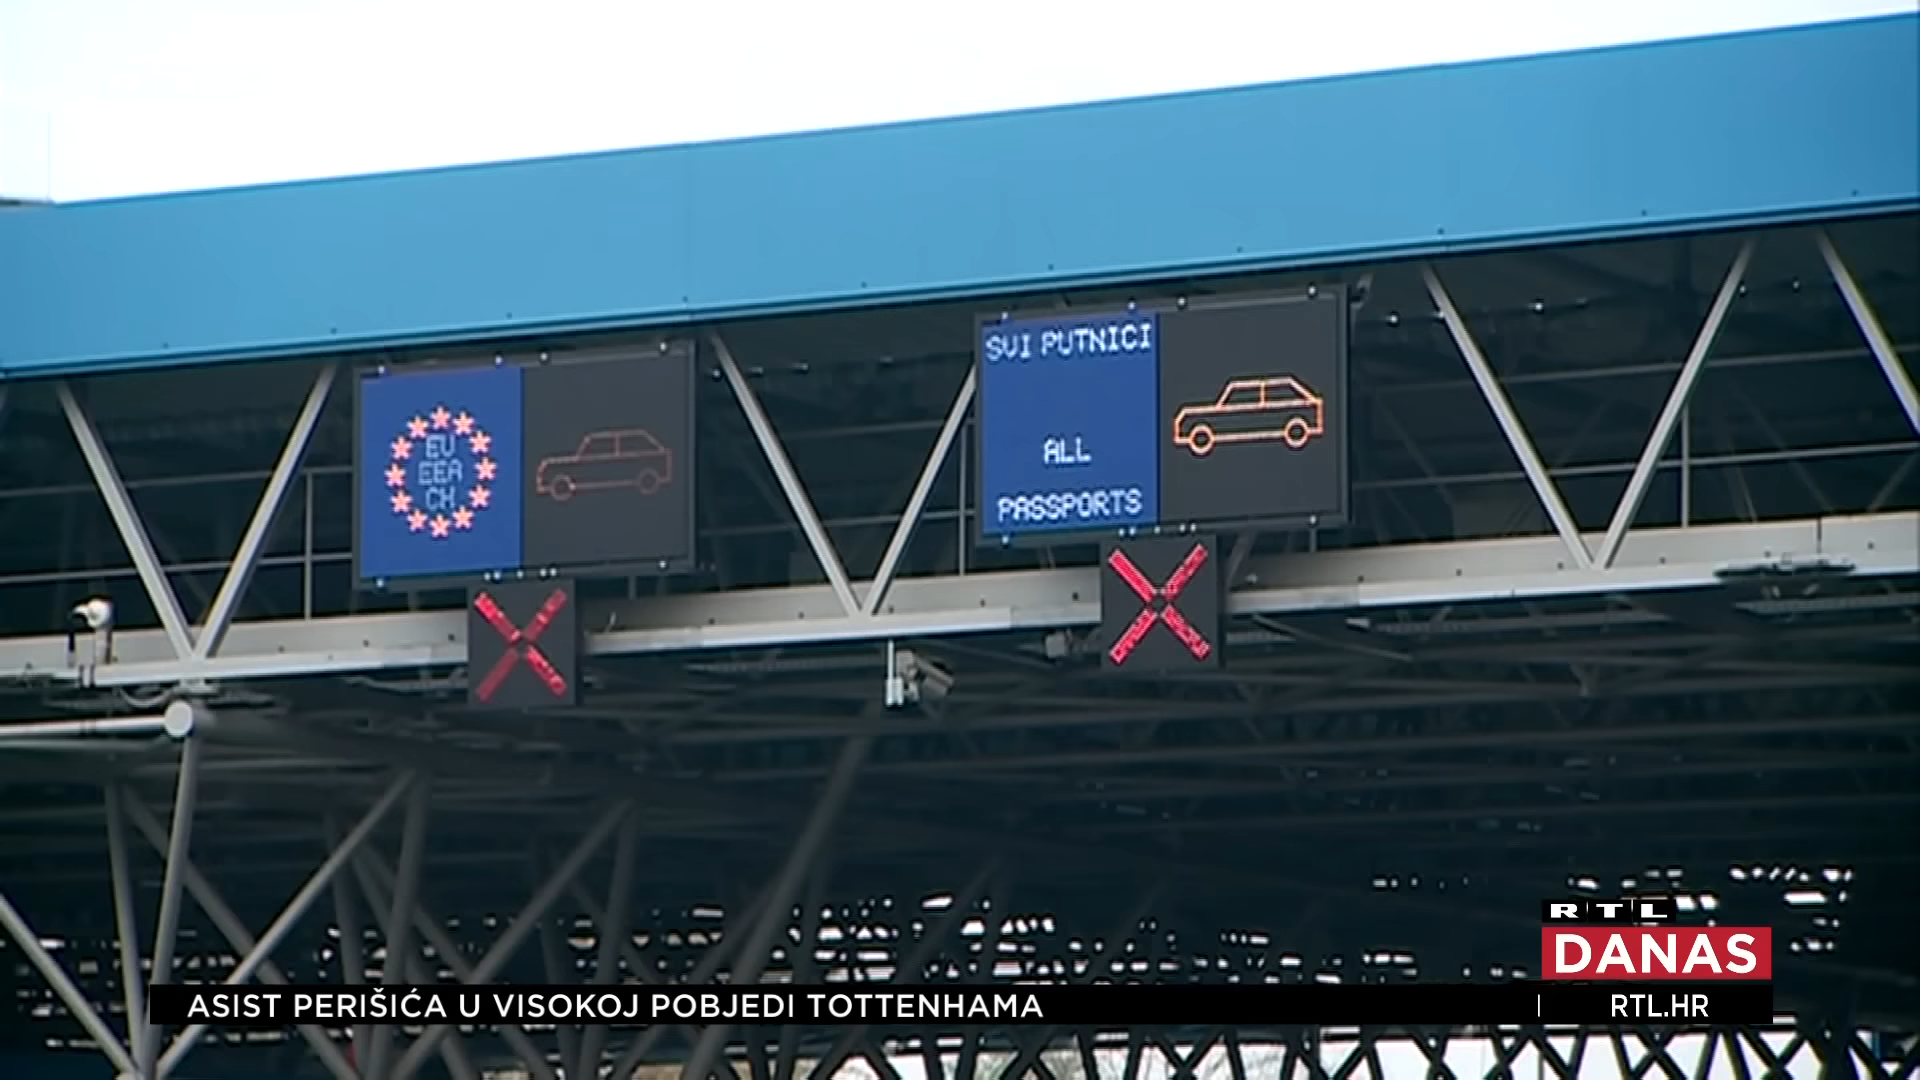 SVI PUTNICI
ALL
PASSPORTS
EU
EEA
CH
RTL
DANAS
ASIST PERIŠIĆA U VISOKOJ POBJEDI TOTTENHAMA
RTL.HR